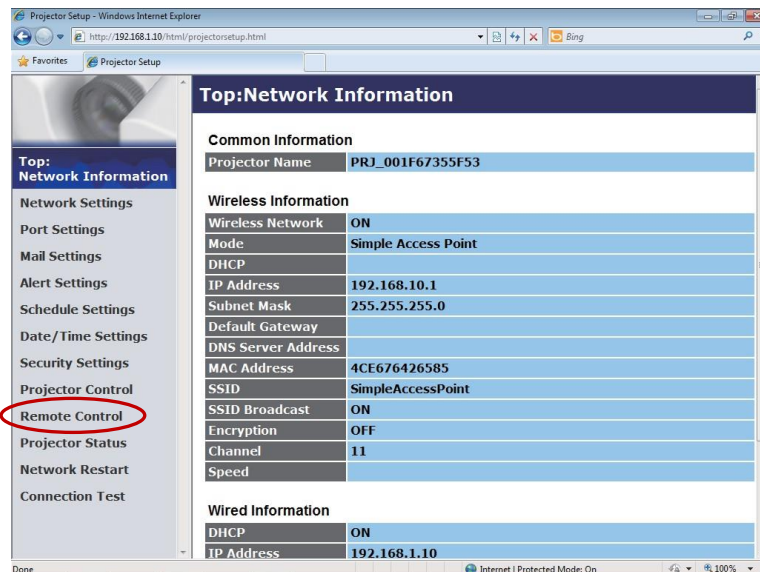 Projector Setup - Windows Internet Explorer
http://192.168.1.10/html/projectorsetup.html
Bing
Favorites
Projector Setup
Top:Network Information
Common Information
Projector Name PRJ_001F67355F53
Top:
Network Information
Network Settings
Port Settings
Mail Settings
Alert Settings
Schedule Settings
Date/Time Settings
Security Settings
Projector Control
Remote Control
Projector Status
Network Restart
Connection Test
Wireless Information
Wireless Network ON
Mode Simple Access Point
DHCP
IP Address 192.168.10.1
Subnet Mask 255.255.255.0
Default Gateway
DNS Server Address
MAC Address 4CE676426585
SSID SimpleAccessPoint
SSID Broadcast ON
Encryption OFF
Channel 11
Speed
Wired Information
DHCP ON
IP Address 192.168.1.10
Done
Internet | Protected Mode: On
100%